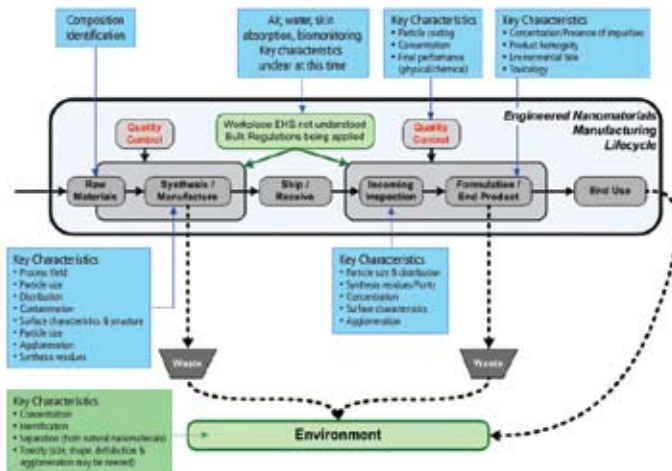 Composition
Identification
Air, water, skin
absorption, biomonitoring
Key characteristics
unclear at this time
Key Characteristics
• Particle coating
• Concentration
• Final performance
(physical/chemical)
Key Characteristics
• Concentration/Presence of impurities
• Product homogeneity
• Environmental fate
• Toxicology
Engineered Nanomaterials
Manufacturing
Lifecycle
Quality
Control
Workplace EHS not understood
Bulk Regulations being applied
Quality
Control
Raw
Materials
Synthesis /
Manufacture
Ship /
Receive
Incoming
Inspection
Formulation /
End Product
End Use
Key Characteristics
• Process Yield
• Particle size
• Distribution
• Contamination
• Surface characteristics & structure
• Particle size
• Agglomeration
• Synthesis residues
Key Characteristics
• Particle size & distribution
• Synthesis residues/Purity
• Concentration
• Surface characteristics
• Agglomeration
Waste
Waste
Key Characteristics
• Concentration
• Identification
• Separation (from natural nanomaterials)
• Toxicity (size, shape, distribution &
agglomeration may be needed)
Environment